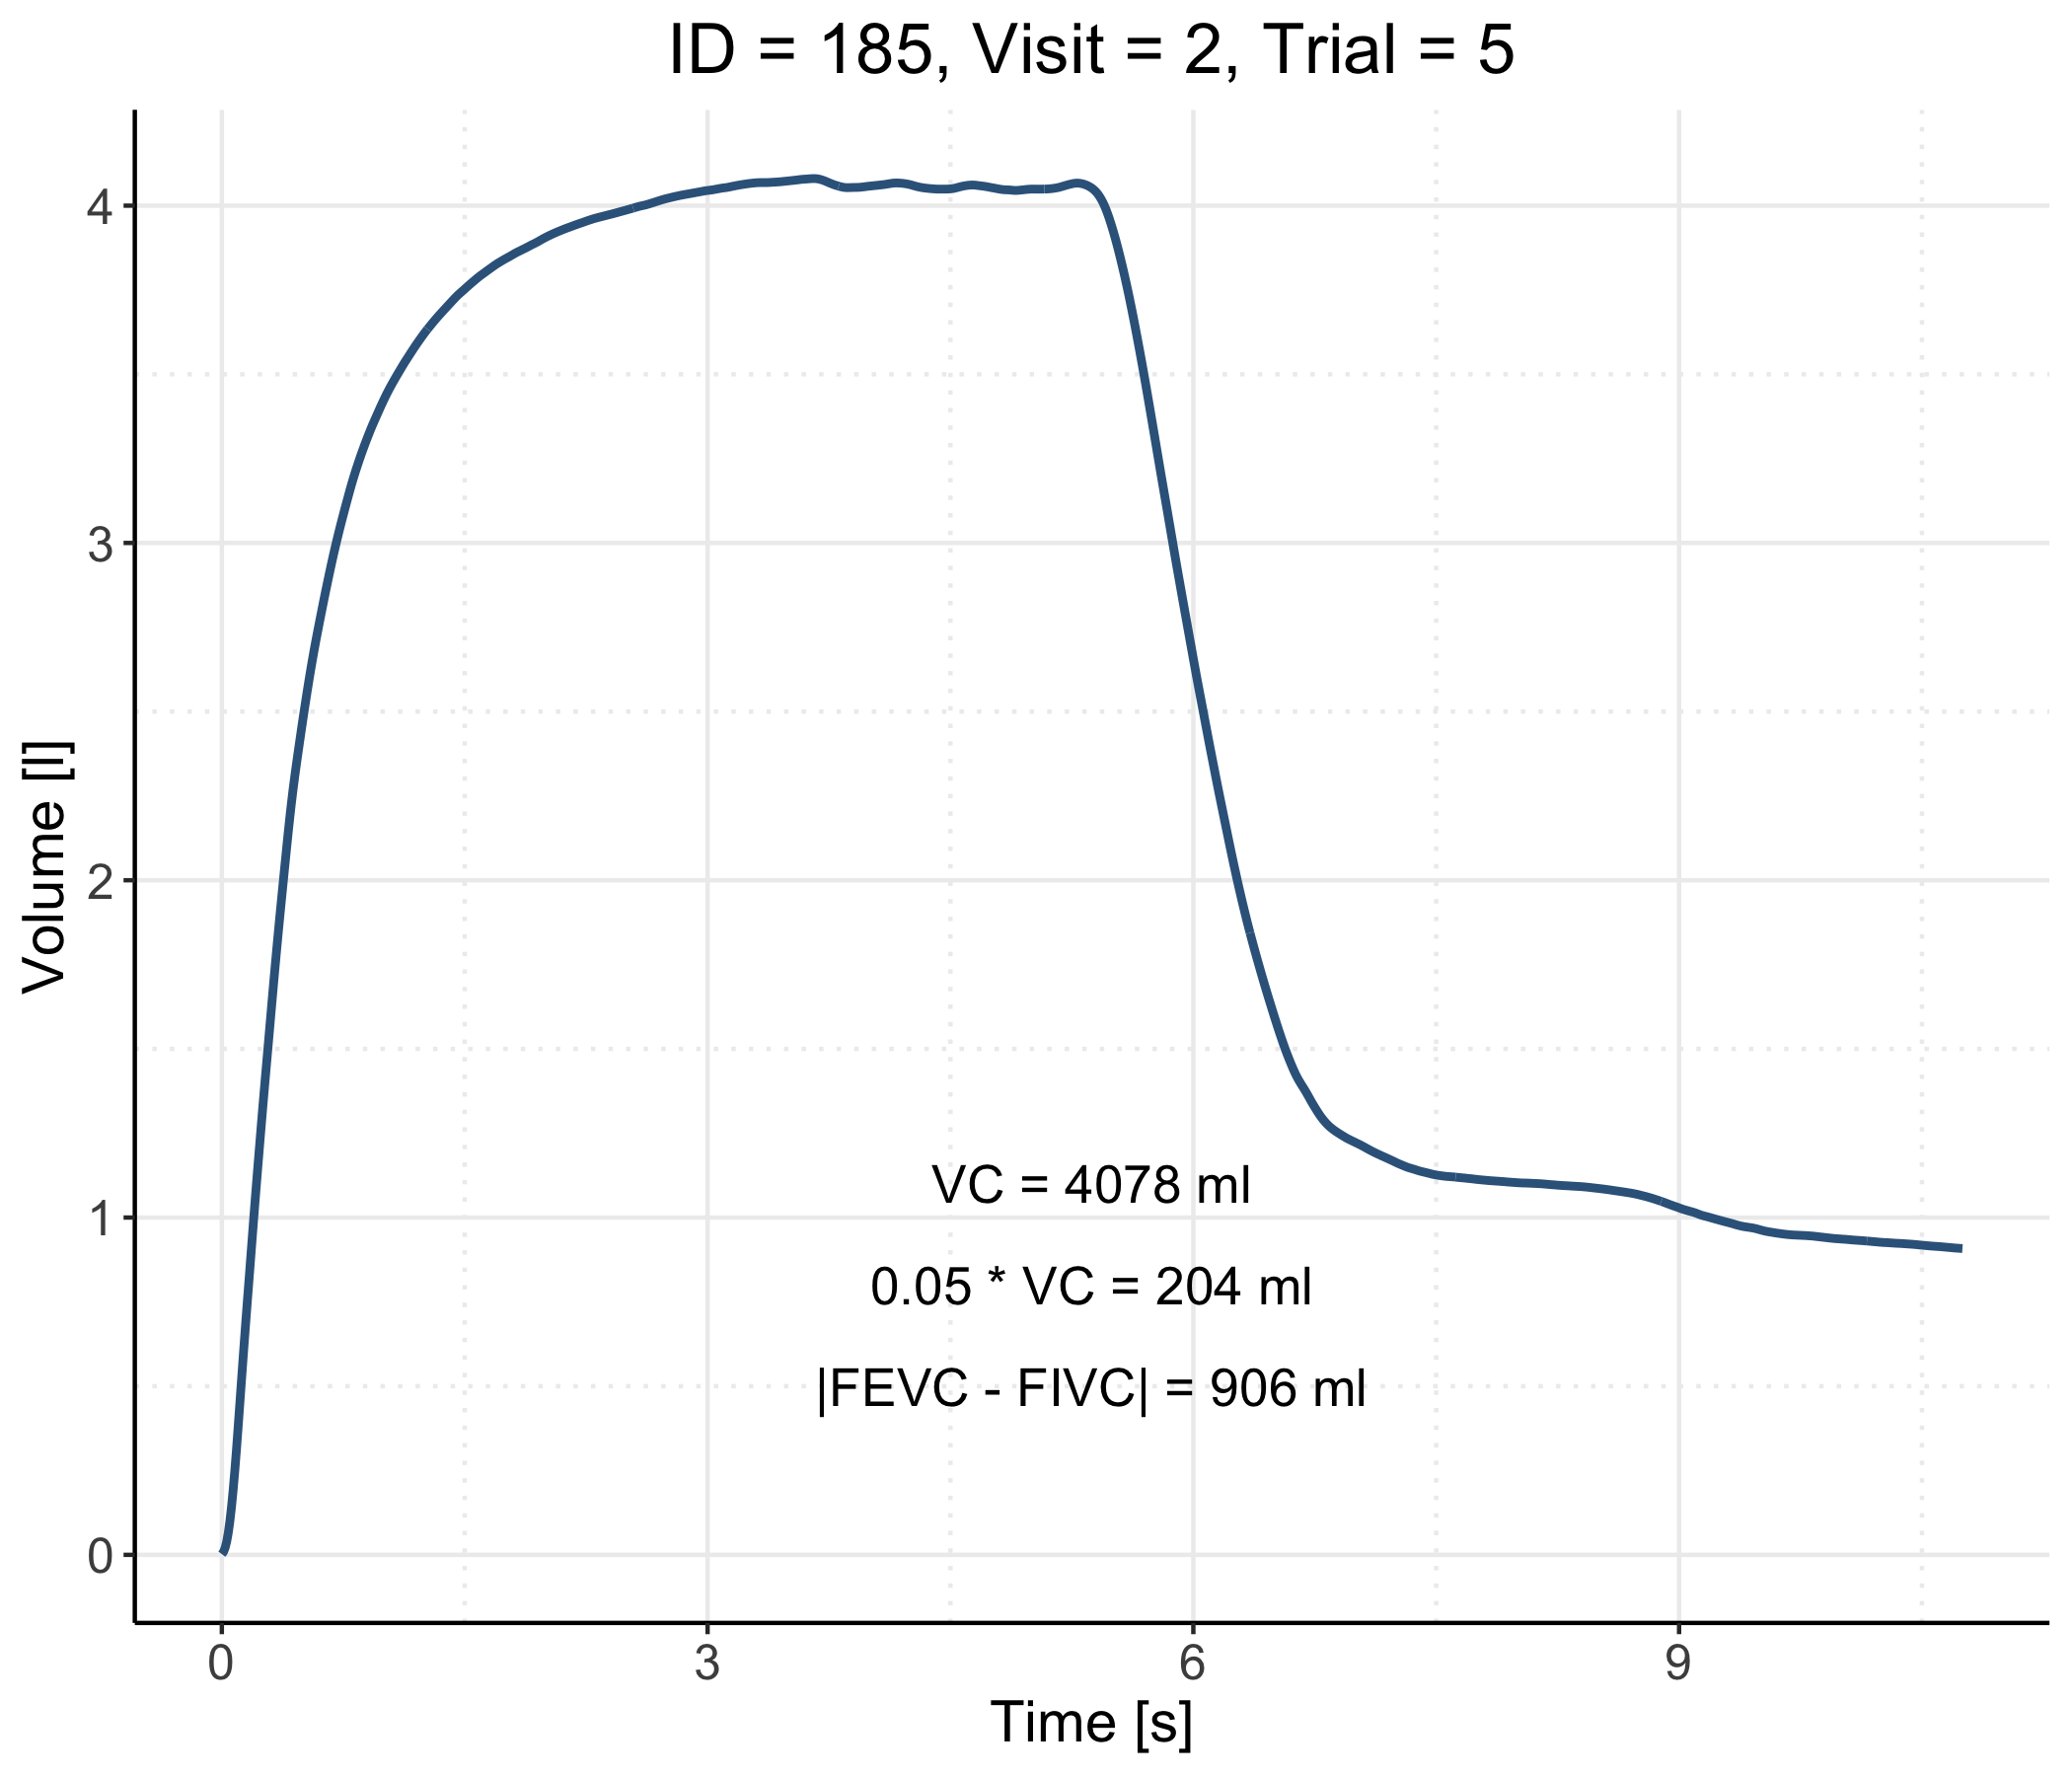 ID = 185, Visit = 2, Trial = 5
4
3
2
1
0
Volume [l]
VC = 4078 ml
0.05 * VC = 204 ml
|FEVC - FIVC| = 906 ml
0 3 6 9
Time [s]